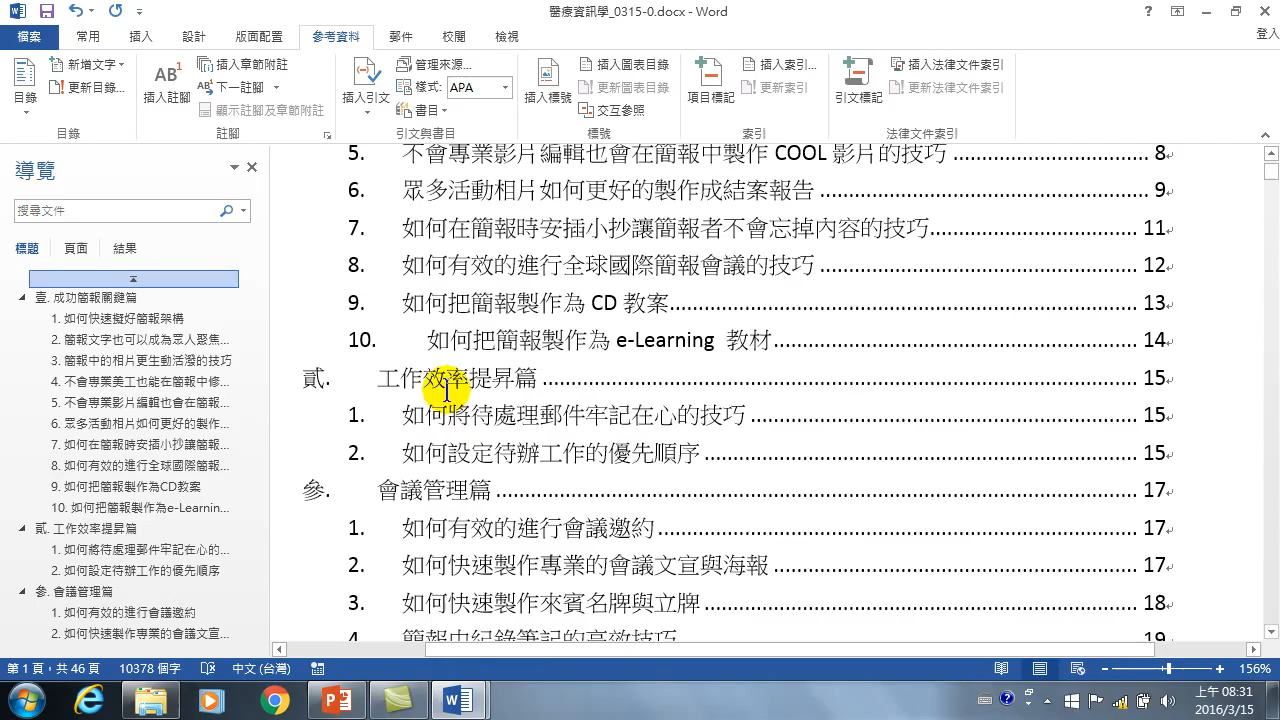 醫療資訊學_0315-0.docx - Word
檔案 常用 插入 設計 版面配置 參考資料 郵件 校閱 檢視 登入
目錄 新增文字 更新目錄... 目錄
AB1 插入註腳 插入章節附註 下一註腳 顯示註腳及章節附註 註腳
插入引文 管理來源... 樣式: APA 書目 引文與書目
插入標號 插入圖表目錄 更新圖表目錄 交互參照 標號
項目標記 插入索引... 更新索引 索引
引文標記 插入法律文件索引 更新法律文件索引 法律文件索引
導覽
搜尋文件
標題 頁面 結果
壹. 成功簡報關鍵篇
1. 如何快速擬好簡報架構
2. 簡報文字也可以成為眾人聚焦...
3. 簡報中的相片更生動活潑的技巧
4. 不會專業美工也能在簡報中修...
5. 不會專業影片編輯也會在簡報...
6. 眾多活動相片如何更好的製作...
7. 如何在簡報時安插小抄讓簡報...
8. 如何有效的進行全球國際簡報...
9. 如何把簡報製作為CD教案
10. 如何把簡報製作為e-Learnin...
貳. 工作效率提昇篇
1. 如何將待處理郵件牢記在心的...
2. 如何設定待辦工作的優先順序
參. 會議管理篇
1. 如何有效的進行會議邀約
2. 如何快速製作專業的會議文宣...
5. 不會專業影片編輯也會在簡報中製作 COOL 影片的技巧 ........ 8
6. 眾多活動相片如何更好的製作成結案報告 ........ 9
7. 如何在簡報時安插小抄讓簡報者不會忘掉內容的技巧........ 11
8. 如何有效的進行全球國際簡報會議的技巧 ........ 12
9. 如何把簡報製作為 CD 教案........ 13
10. 如何把簡報製作為 e-Learning 教材........ 14
貳. 工作效率提昇篇 ........ 15
1. 如何將待處理郵件牢記在心的技巧 ........ 15
2. 如何設定待辦工作的優先順序 ........ 15
參. 會議管理篇 ........ 17
1. 如何有效的進行會議邀約 ........ 17
2. 如何快速製作專業的會議文宣與海報 ........ 17
3. 如何快速製作來賓名牌與立牌 ........ 18
4. 簡報中紀錄筆記的高效技巧 ........ 19
第 1 頁，共 46 頁 10378 個字 中文 (台灣) 156%
上午 08:31
2016/3/15